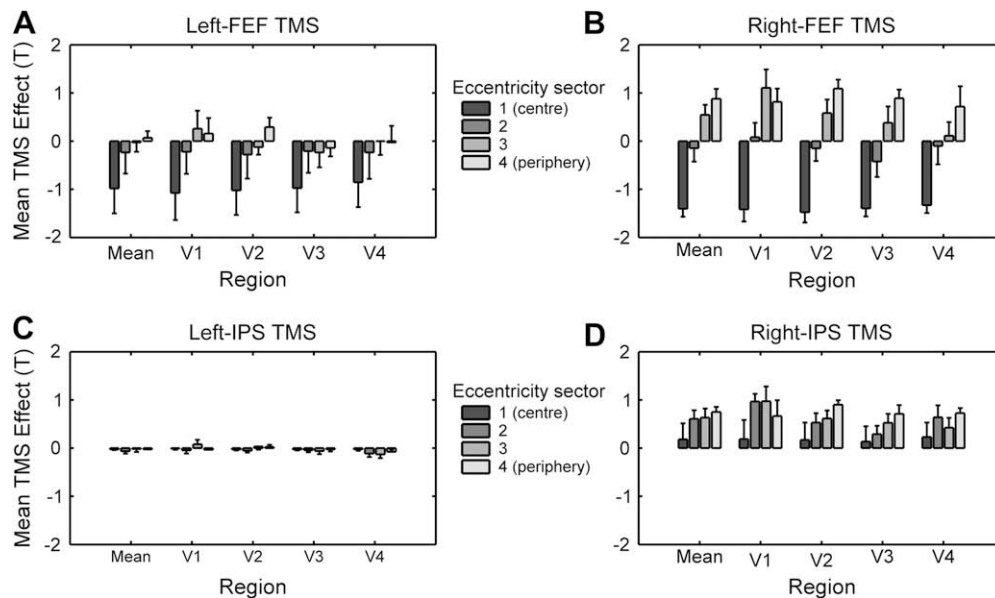 A
Left-FEF TMS
Mean TMS Effect (T)
2
1
0
-1
-2
Mean V1 V2 V3 V4
Region
Eccentricity sector
1 (centre)
2
3
4 (periphery)
B
Right-FEF TMS
2
1
0
-1
-2
Mean V1 V2 V3 V4
Region
C
Left-IPS TMS
Mean TMS Effect (T)
2
1
0
-1
-2
Mean V1 V2 V3 V4
Region
Eccentricity sector
1 (centre)
2
3
4 (periphery)
D
Right-IPS TMS
2
1
0
-1
-2
Mean V1 V2 V3 V4
Region